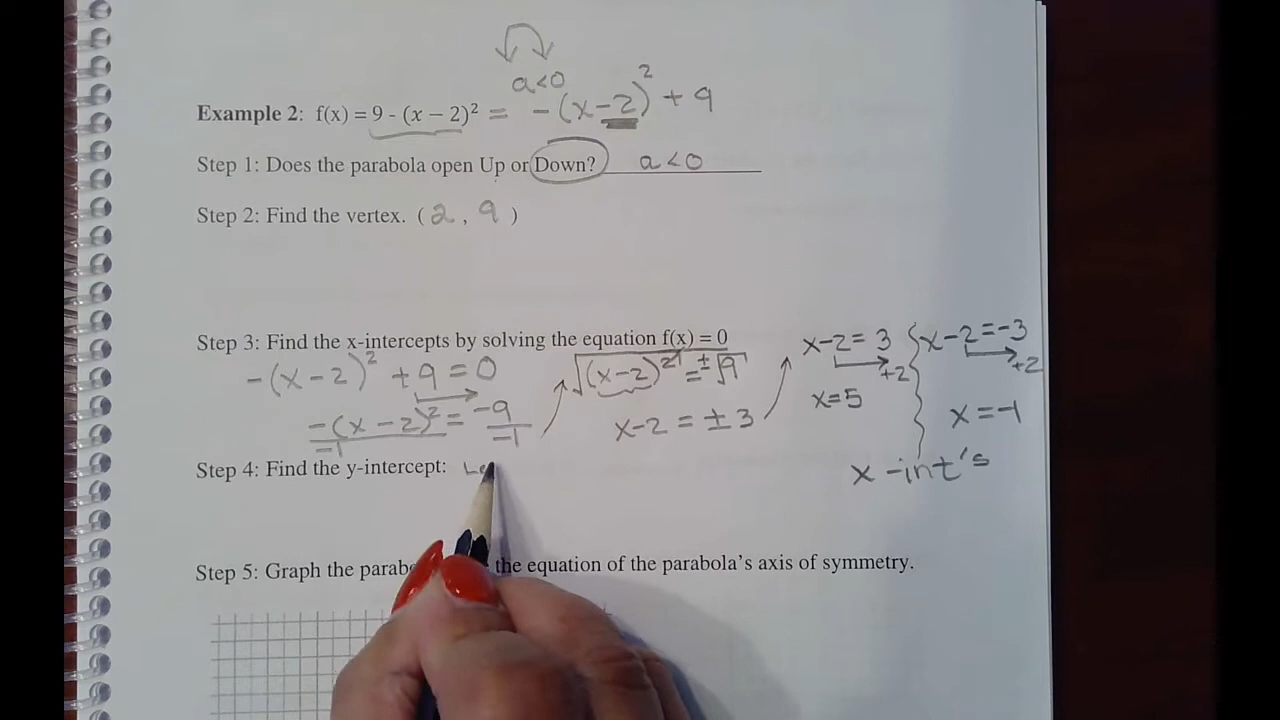 a<0
Example 2: f(x) = 9 - (x – 2)² = -(x-2)² + 9
Step 1: Does the parabola open Up or Down? a<0
Step 2: Find the vertex. (2, 9)
Step 3: Find the x-intercepts by solving the equation f(x) = 0
-(x-2)² + 9 = 0
-(x-2)² = -9
-1 -1
√(x-2)² = ±√9
x-2 = ±3
x-2 = 3
+2
x=5
x-2 = -3
+2
x = -1
x-int's
Step 4: Find the y-intercept: Le
Step 5: Graph the the equation of the parabola's axis of symmetry.